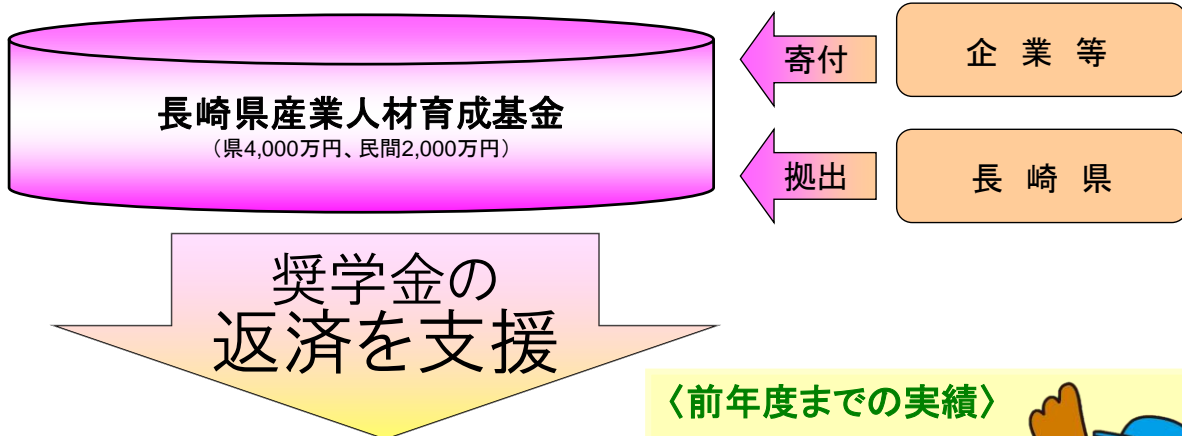 寄付
企業等
長崎県産業人材育成基金
（県4,000万円、民間2,000万円）
拠出
長崎県
奨学金の
返済を支援
〈前年度までの実績〉